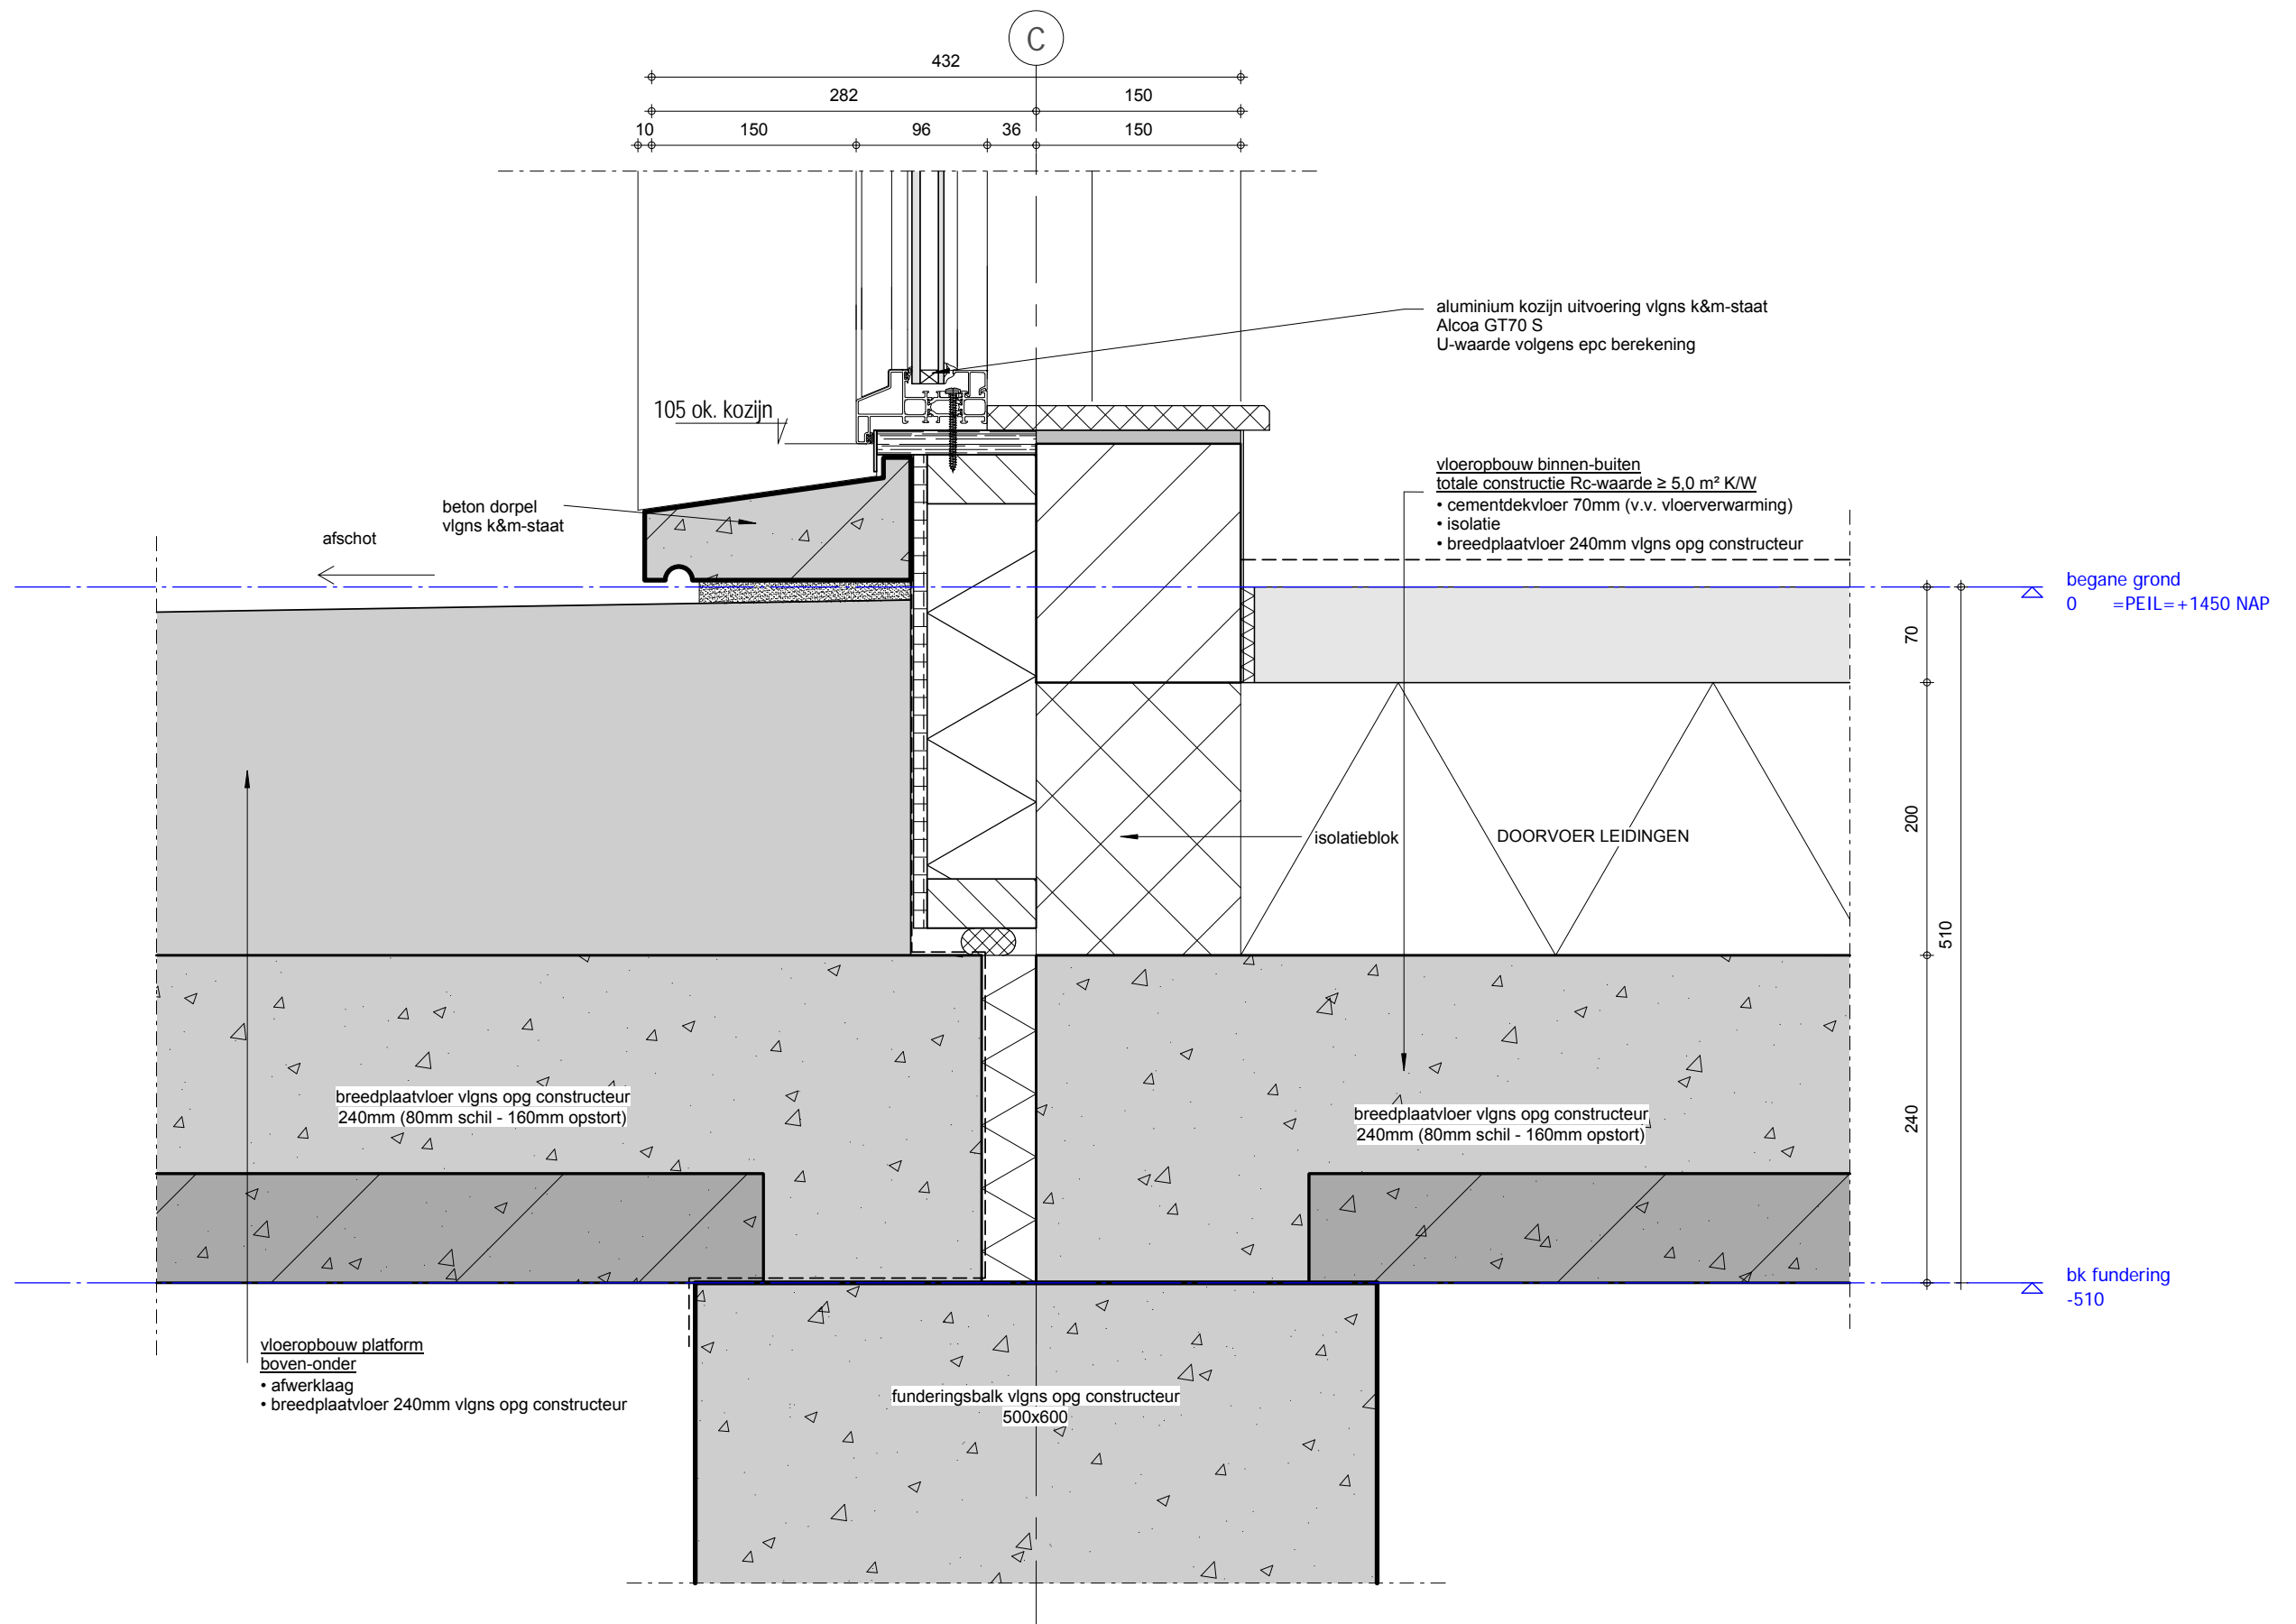 C
432
282
150
10
150
96
36
150
aluminium kozijn uitvoering vlgns k&m-staat
Alcoa GT70 S
U-waarde volgens epc berekening
105 ok. kozijn
vloeropbouw binnen-buiten
totale constructie Rc-waarde ≥ 5,0 m² K/W
• cementdekvloer 70mm (v.v. vloerverwarming)
• isolatie
• breedplaatvloer 240mm vlgns opg constructeur
beton dorpel
vlgns k&m-staat
afschot
begane grond
0 =PEIL=+1450 NAP
70
200
510
240
isolatieblok
DOORVOER LEIDINGEN
breedplaatvloer vlgns opg constructeur
240mm (80mm schil - 160mm opstort)
breedplaatvloer vlgns opg constructeur
240mm (80mm schil - 160mm opstort)
bk fundering
-510
vloeropbouw platform
boven-onder
• afwerklaag
• breedplaatvloer 240mm vlgns opg constructeur
funderingsbalk vlgns opg constructeur
500x600